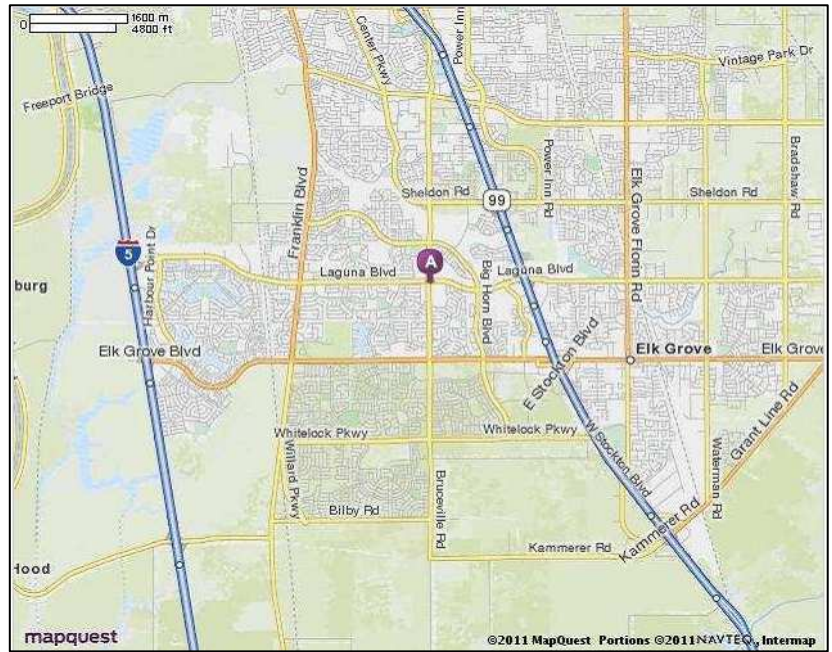 0
1600 m
4800 ft
Center Pkwy
Power Inn
Vintage Park Dr
Freeport Bridge
Franklin Blvd
Power Inn Rd
Elk Grove Florin Rd
Bradshaw Rd
Sheldon Rd
99
Sheldon Rd
5
Harbour Point Dr
A
burg
Laguna Blvd
Big Horn Blvd
Laguna Blvd
Elk Grove Blvd
E Stockton Blvd
Elk Grove
Elk Grove
Whitelock Pkwy
Whitelock Pkwy
W Stockton Blvd
Grant Line Rd
Waterman Rd
Willard Pkwy
Bruceville Rd
Bilby Rd
Kammerer Rd
Kammerer Rd
Hood
mapquest
©2011 MapQuest Portions ©2011 NAVTEQ, Intermap